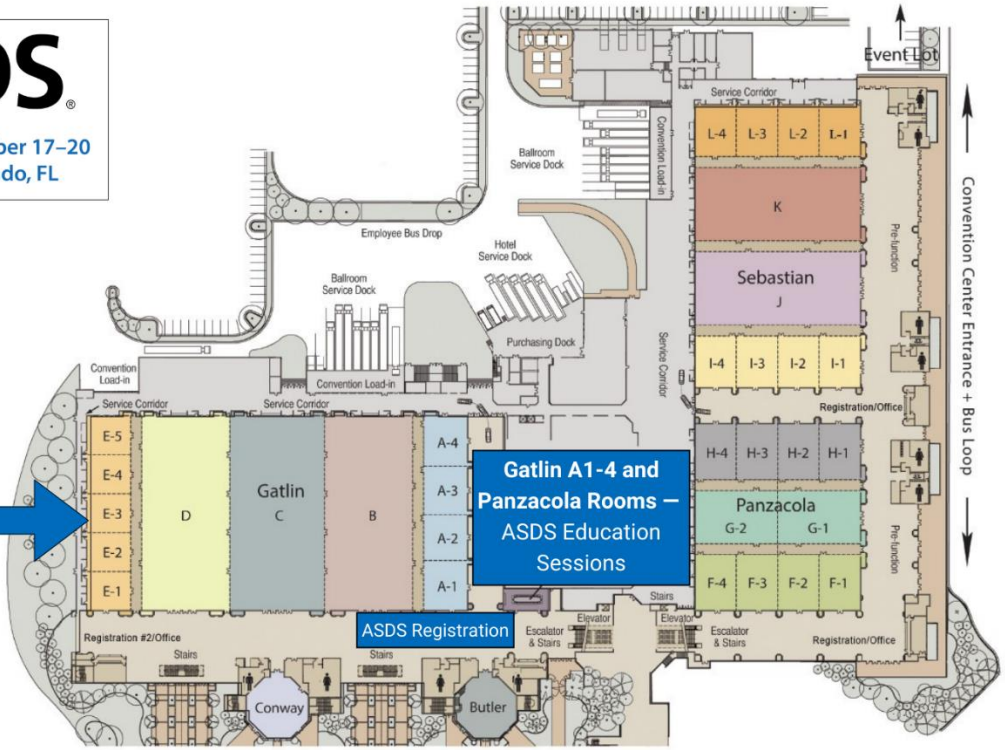 DS®
ber 17–20
do, FL
Event Lot
Service Corridor
L-4
L-3
L-2
L-1
K
Sebastian
J
I-4
I-3
I-2
I-1
Registration/Office
H-4
H-3
H-2
H-1
Panzacola
G-2
G-1
F-4
F-3
F-2
F-1
Registration/Office
Pre-function
Pre-function
Convention Center Entrance + Bus Loop
Convention Load-in
Service Corridor
Ballroom
Service Dock
Employee Bus Drop
Hotel
Service Dock
Ballroom
Service Dock
Purchasing Dock
Convention
Load-in
Convention Load-in
Service Corridor
Service Corridor
E-5
E-4
E-3
E-2
E-1
D
Gatlin
C
B
A-4
A-3
A-2
A-1
Gatlin A1-4 and
Panzacola Rooms —
ASDS Education
Sessions
ASDS Registration
Registration #2/Office
Stairs
Stairs
Escalator
& Stairs
Elevator
Stairs
Elevator
Escalator
& Stairs
Conway
Butler